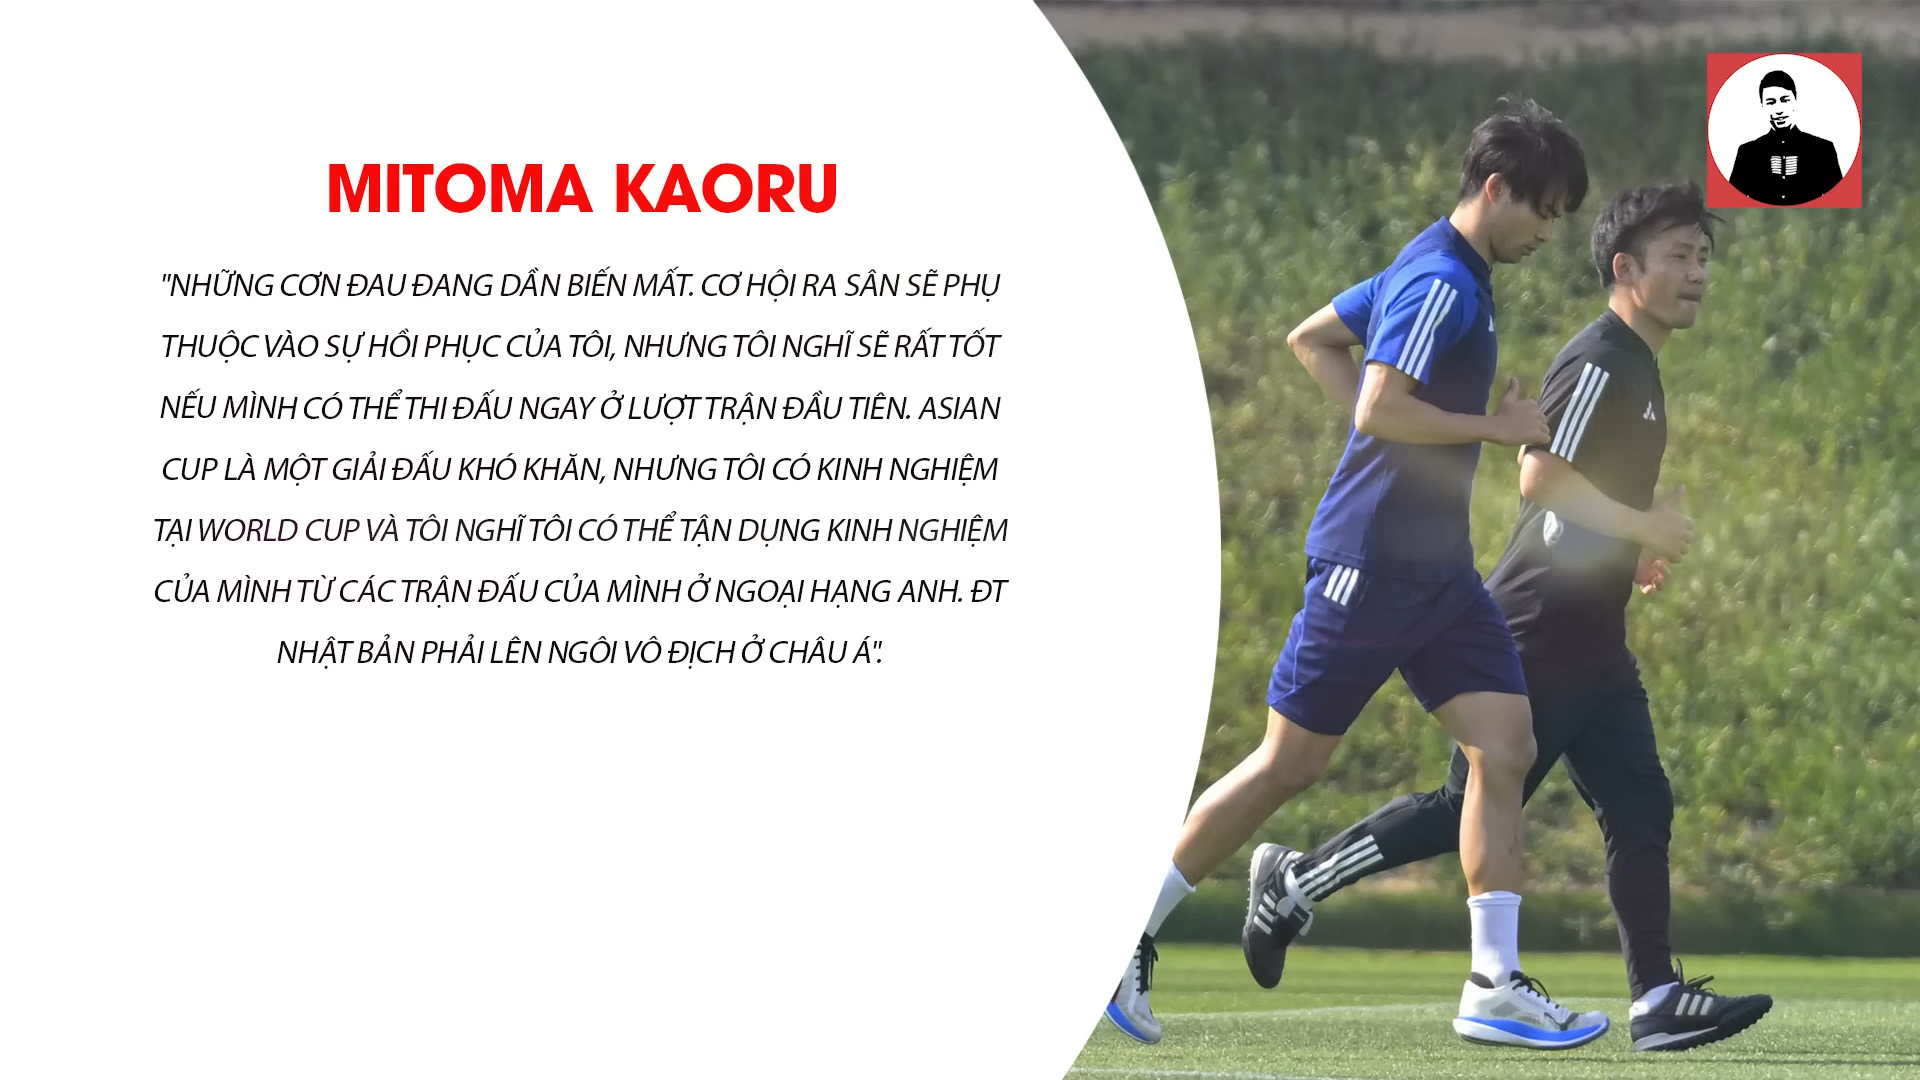 MITOMA KAORU
"NHỮNG CƠN ĐAU ĐANG DẦN BIẾN MẤT. CƠ HỘI RA SÂN SẼ PHỤ
THUỘC VÀO SỰ HỒI PHỤC CỦA TÔI, NHƯNG TÔI NGHĨ SẼ RẤT TỐT
NẾU MÌNH CÓ THỂ THI ĐẤU NGAY Ở LƯỢT TRẬN ĐẦU TIÊN. ASIAN
CUP LÀ MỘT GIẢI ĐẤU KHÓ KHĂN, NHƯNG TÔI CÓ KINH NGHIỆM
TẠI WORLD CUP VÀ TÔI NGHĨ TÔI CÓ THỂ TẬN DỤNG KINH NGHIỆM
CỦA MÌNH TỪ CÁC TRẬN ĐẤU CỦA MÌNH Ở NGOẠI HẠNG ANH. ĐT
NHẬT BẢN PHẢI LÊN NGÔI VÔ ĐỊCH Ở CHÂU Á".